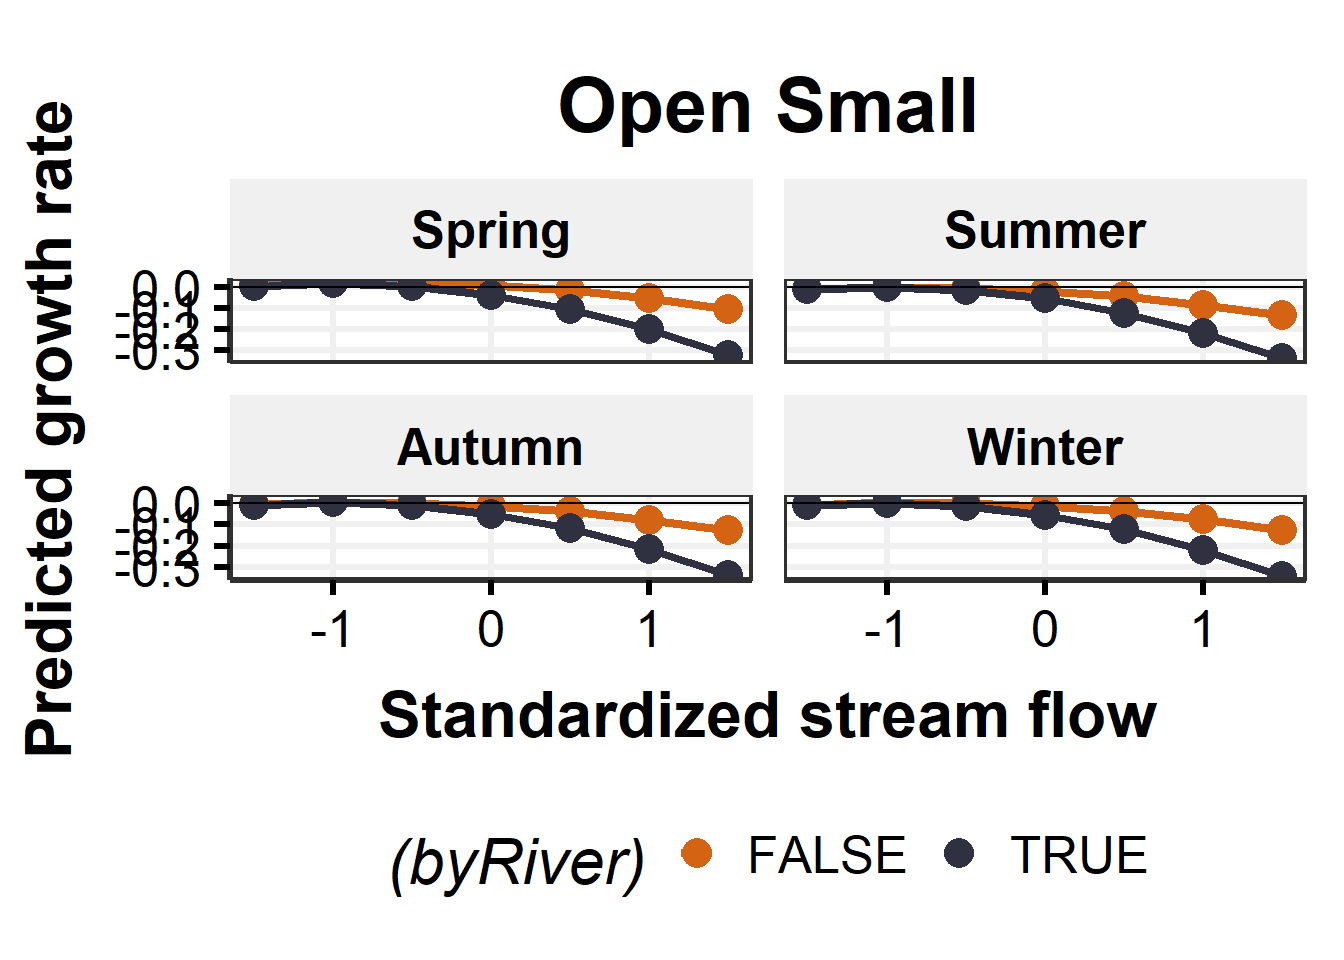 Open Small
Predicted growth rate
Spring
Summer
0.0
-0.1
-0.2
-0.3
Autumn
Winter
0.0
-0.1
-0.2
-0.3
-1 0 1
-1 0 1
Standardized stream flow
(byRiver) FALSE TRUE